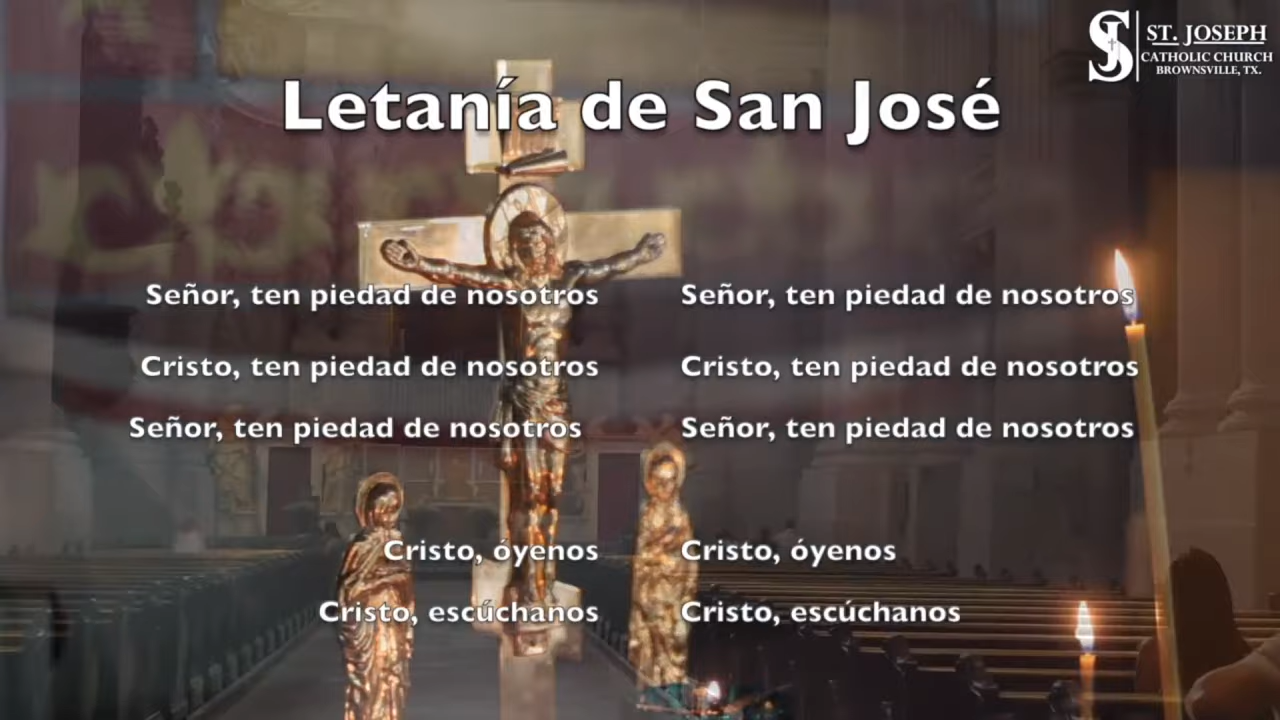 ST. JOSEPH
CATHOLIC CHURCH
BROWNSVILLE, TX.
Letanía de San José
Señor, ten piedad de nosotros Señor, ten piedad de nosotros
Cristo, ten piedad de nosotros Cristo, ten piedad de nosotros
Señor, ten piedad de nosotros Señor, ten piedad de nosotros
Cristo, óyenos Cristo, óyenos
Cristo, escúchanos Cristo, escúchanos